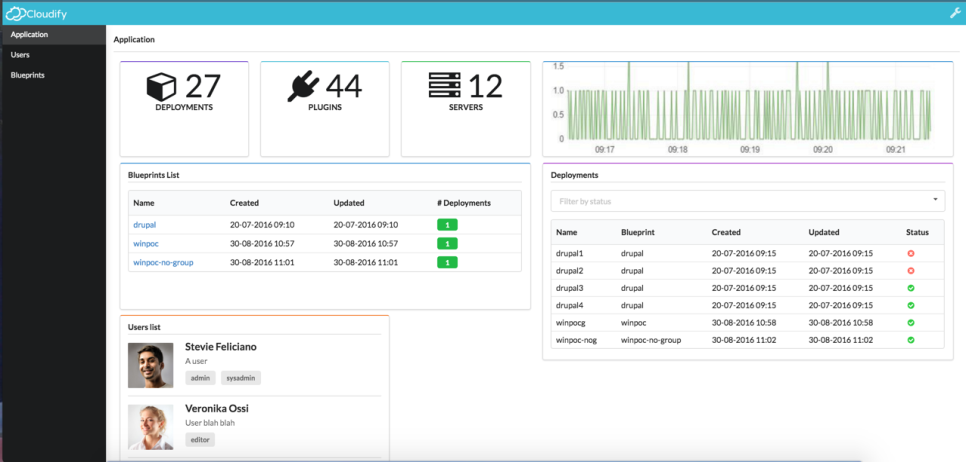 Cloudify
Application
Users
Blueprints
Application
27
DEPLOYMENTS
44
PLUGINS
12
SERVERS
1.5
1.0
0.5
0
09:17 09:18 09:19 09:20 09:21
Blueprints List
Name Created Updated # Deployments
drupal 20-07-2016 09:10 20-07-2016 09:10 1
winpoc 30-08-2016 10:57 30-08-2016 10:57 1
winpoc-no-group 30-08-2016 11:01 30-08-2016 11:01 1
Deployments
Filter by status
Name Blueprint Created Updated Status
drupal1 drupal 20-07-2016 09:15 20-07-2016 09:15
drupal2 drupal 20-07-2016 09:15 20-07-2016 09:15
drupal3 drupal 20-07-2016 09:15 20-07-2016 09:15
drupal4 drupal 20-07-2016 09:15 20-07-2016 09:15
winpocg winpoc 30-08-2016 10:58 30-08-2016 10:58
winpoc-nog winpoc-no-group 30-08-2016 11:02 30-08-2016 11:02
Users list
Stevie Feliciano
A user
admin sysadmin
Veronika Ossi
User blah blah
editor